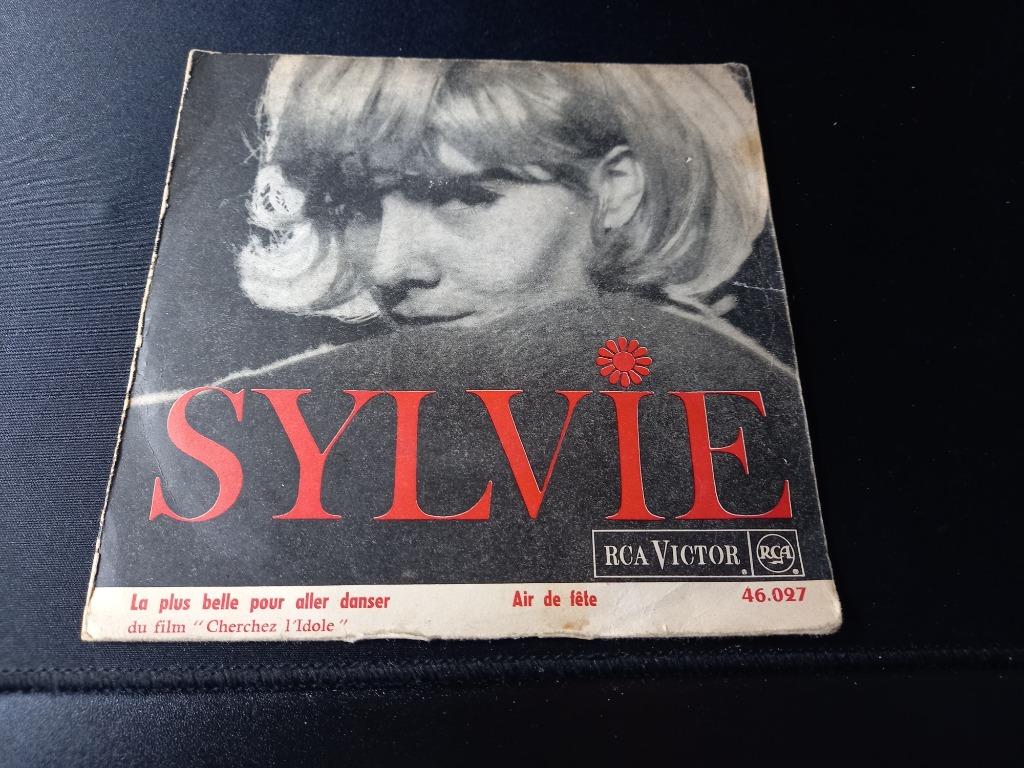 SYLVIE
RCA VICTOR RCA
La plus belle pour aller danser Air de fête 46.027
du film "Cherchez l'Idole"